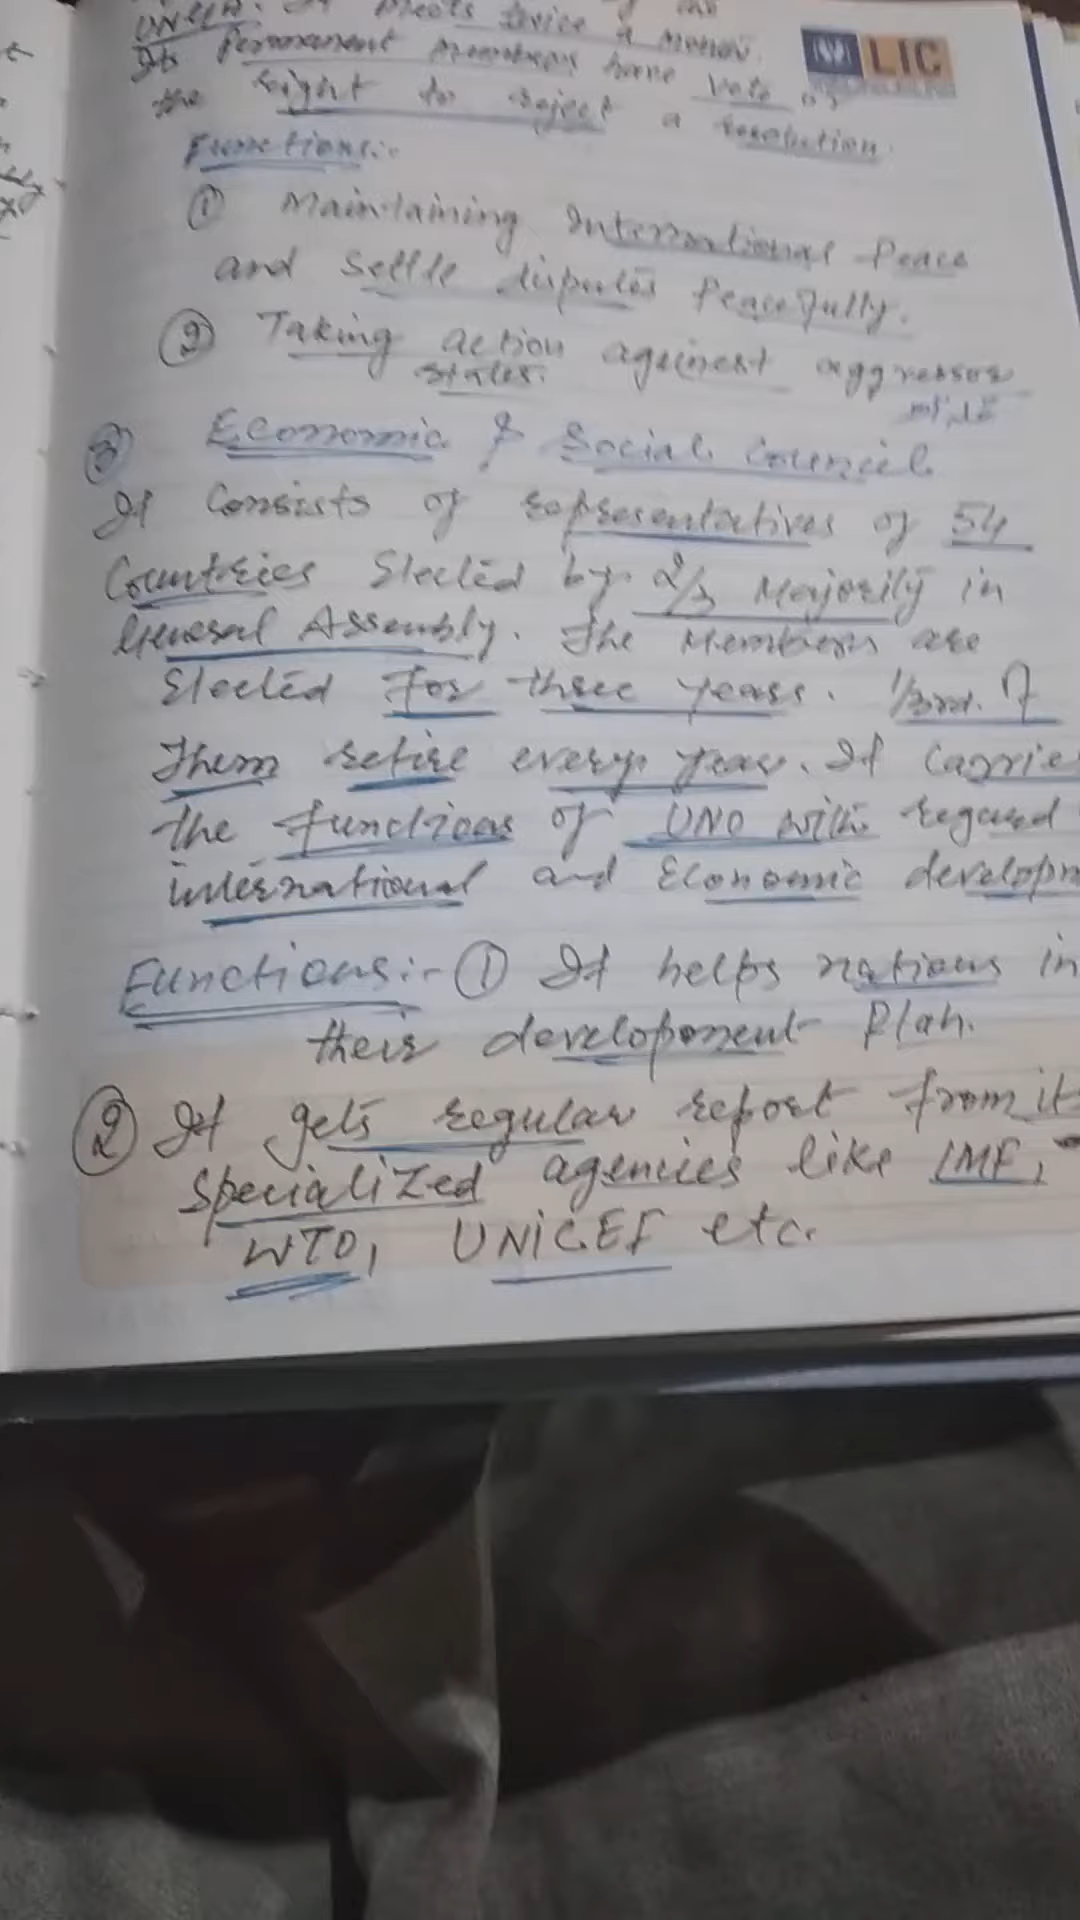 It meets twice a month.
Its Permanent members have Veto or
LIC
the right to reject a resolution.
Functions:-
① Maintaining International Peace
and settle disputes Peacefully.
② Taking action against aggressor
states.
③ Economic & Social Council
It Consists of representatives of 54
Countries Elected by 2/3 Majority in
General Assembly. The Members are
Elected for three years. 1/3rd. of
them retire every year. It Carrie
the functions of UNO with regard
international and Economic developm
Functions:- ① It helps nations in
their development Plan.
② It gets regular report from it
Specialized agencies like IMF,
WTO, UNICEF etc.